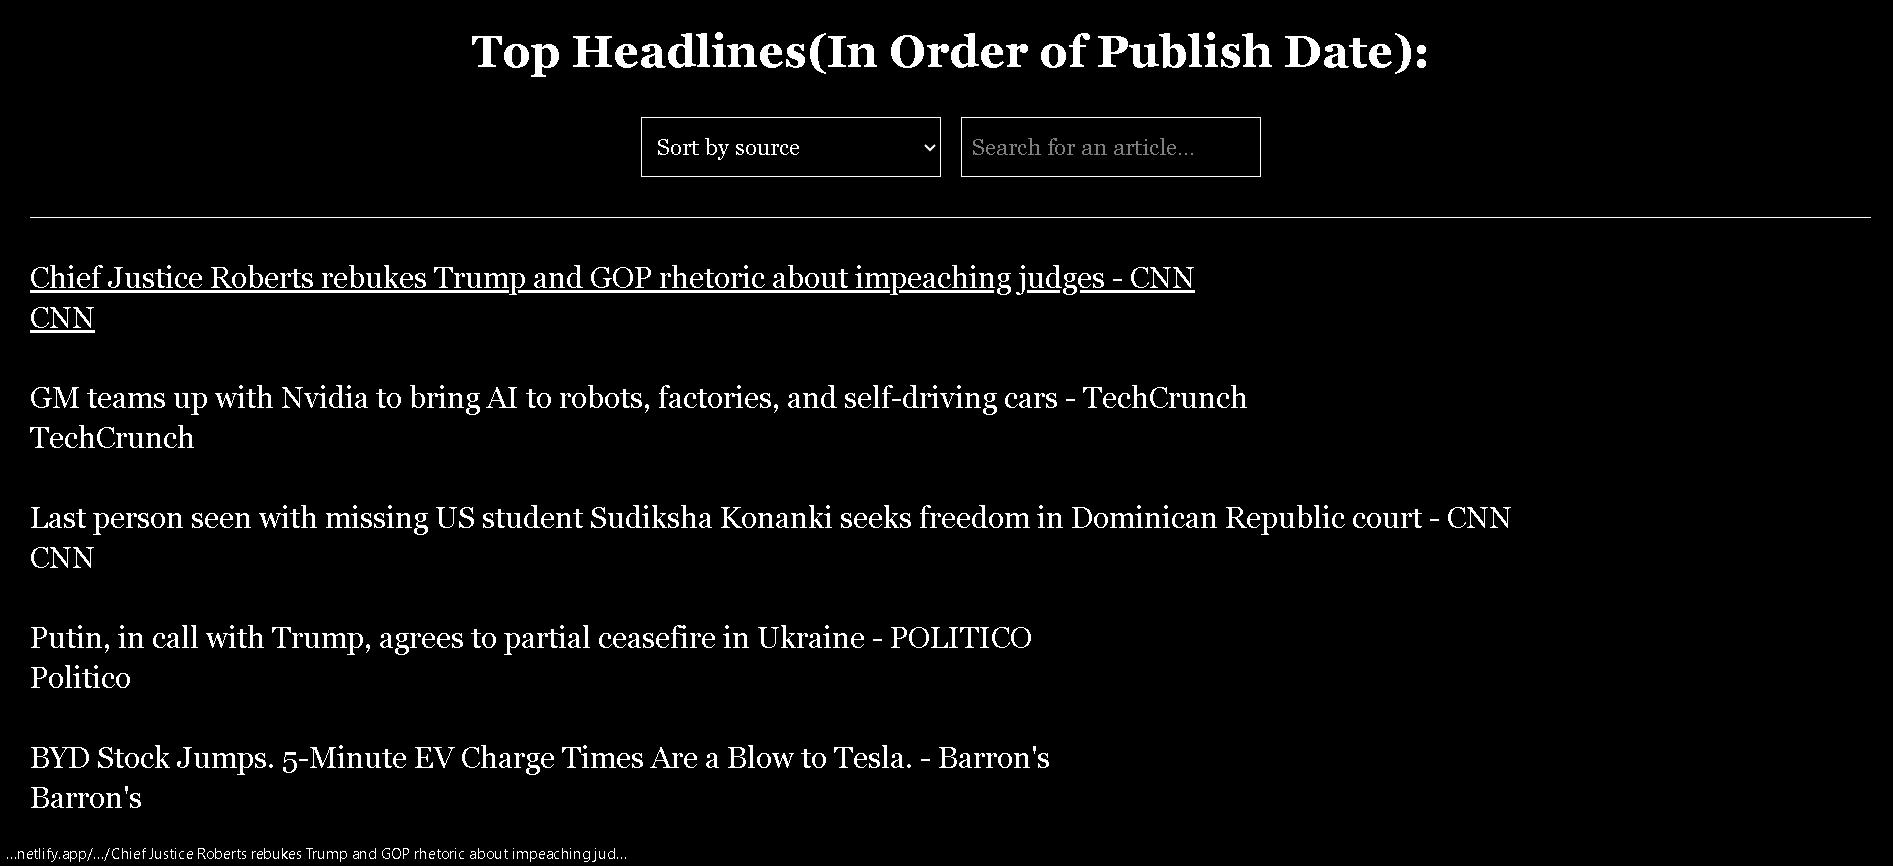 Top Headlines(In Order of Publish Date):
Sort by source
Search for an article...
Chief Justice Roberts rebukes Trump and GOP rhetoric about impeaching judges - CNN
CNN
GM teams up with Nvidia to bring AI to robots, factories, and self-driving cars - TechCrunch
TechCrunch
Last person seen with missing US student Sudiksha Konanki seeks freedom in Dominican Republic court - CNN
CNN
Putin, in call with Trump, agrees to partial ceasefire in Ukraine - POLITICO
Politico
BYD Stock Jumps. 5-Minute EV Charge Times Are a Blow to Tesla. - Barron's
Barron's
...netlify.app/.../Chief Justice Roberts rebukes Trump and GOP rhetoric about impeaching jud...